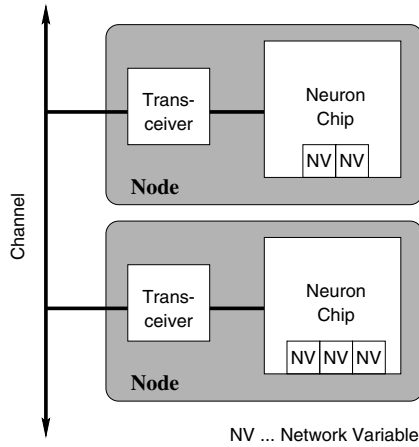 Channel
Trans-
ceiver
Neuron
Chip
NV NV
Node
Trans-
ceiver
Neuron
Chip
NV NV NV
Node
NV ... Network Variable